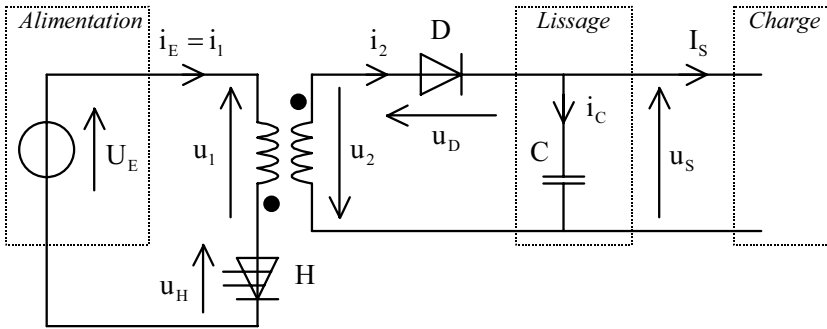 Alimentation
i_E = i_1
i_2
D
Lissage
I_S
Charge
U_E
u_1
u_2
u_D
C
i_C
u_S
u_H
H